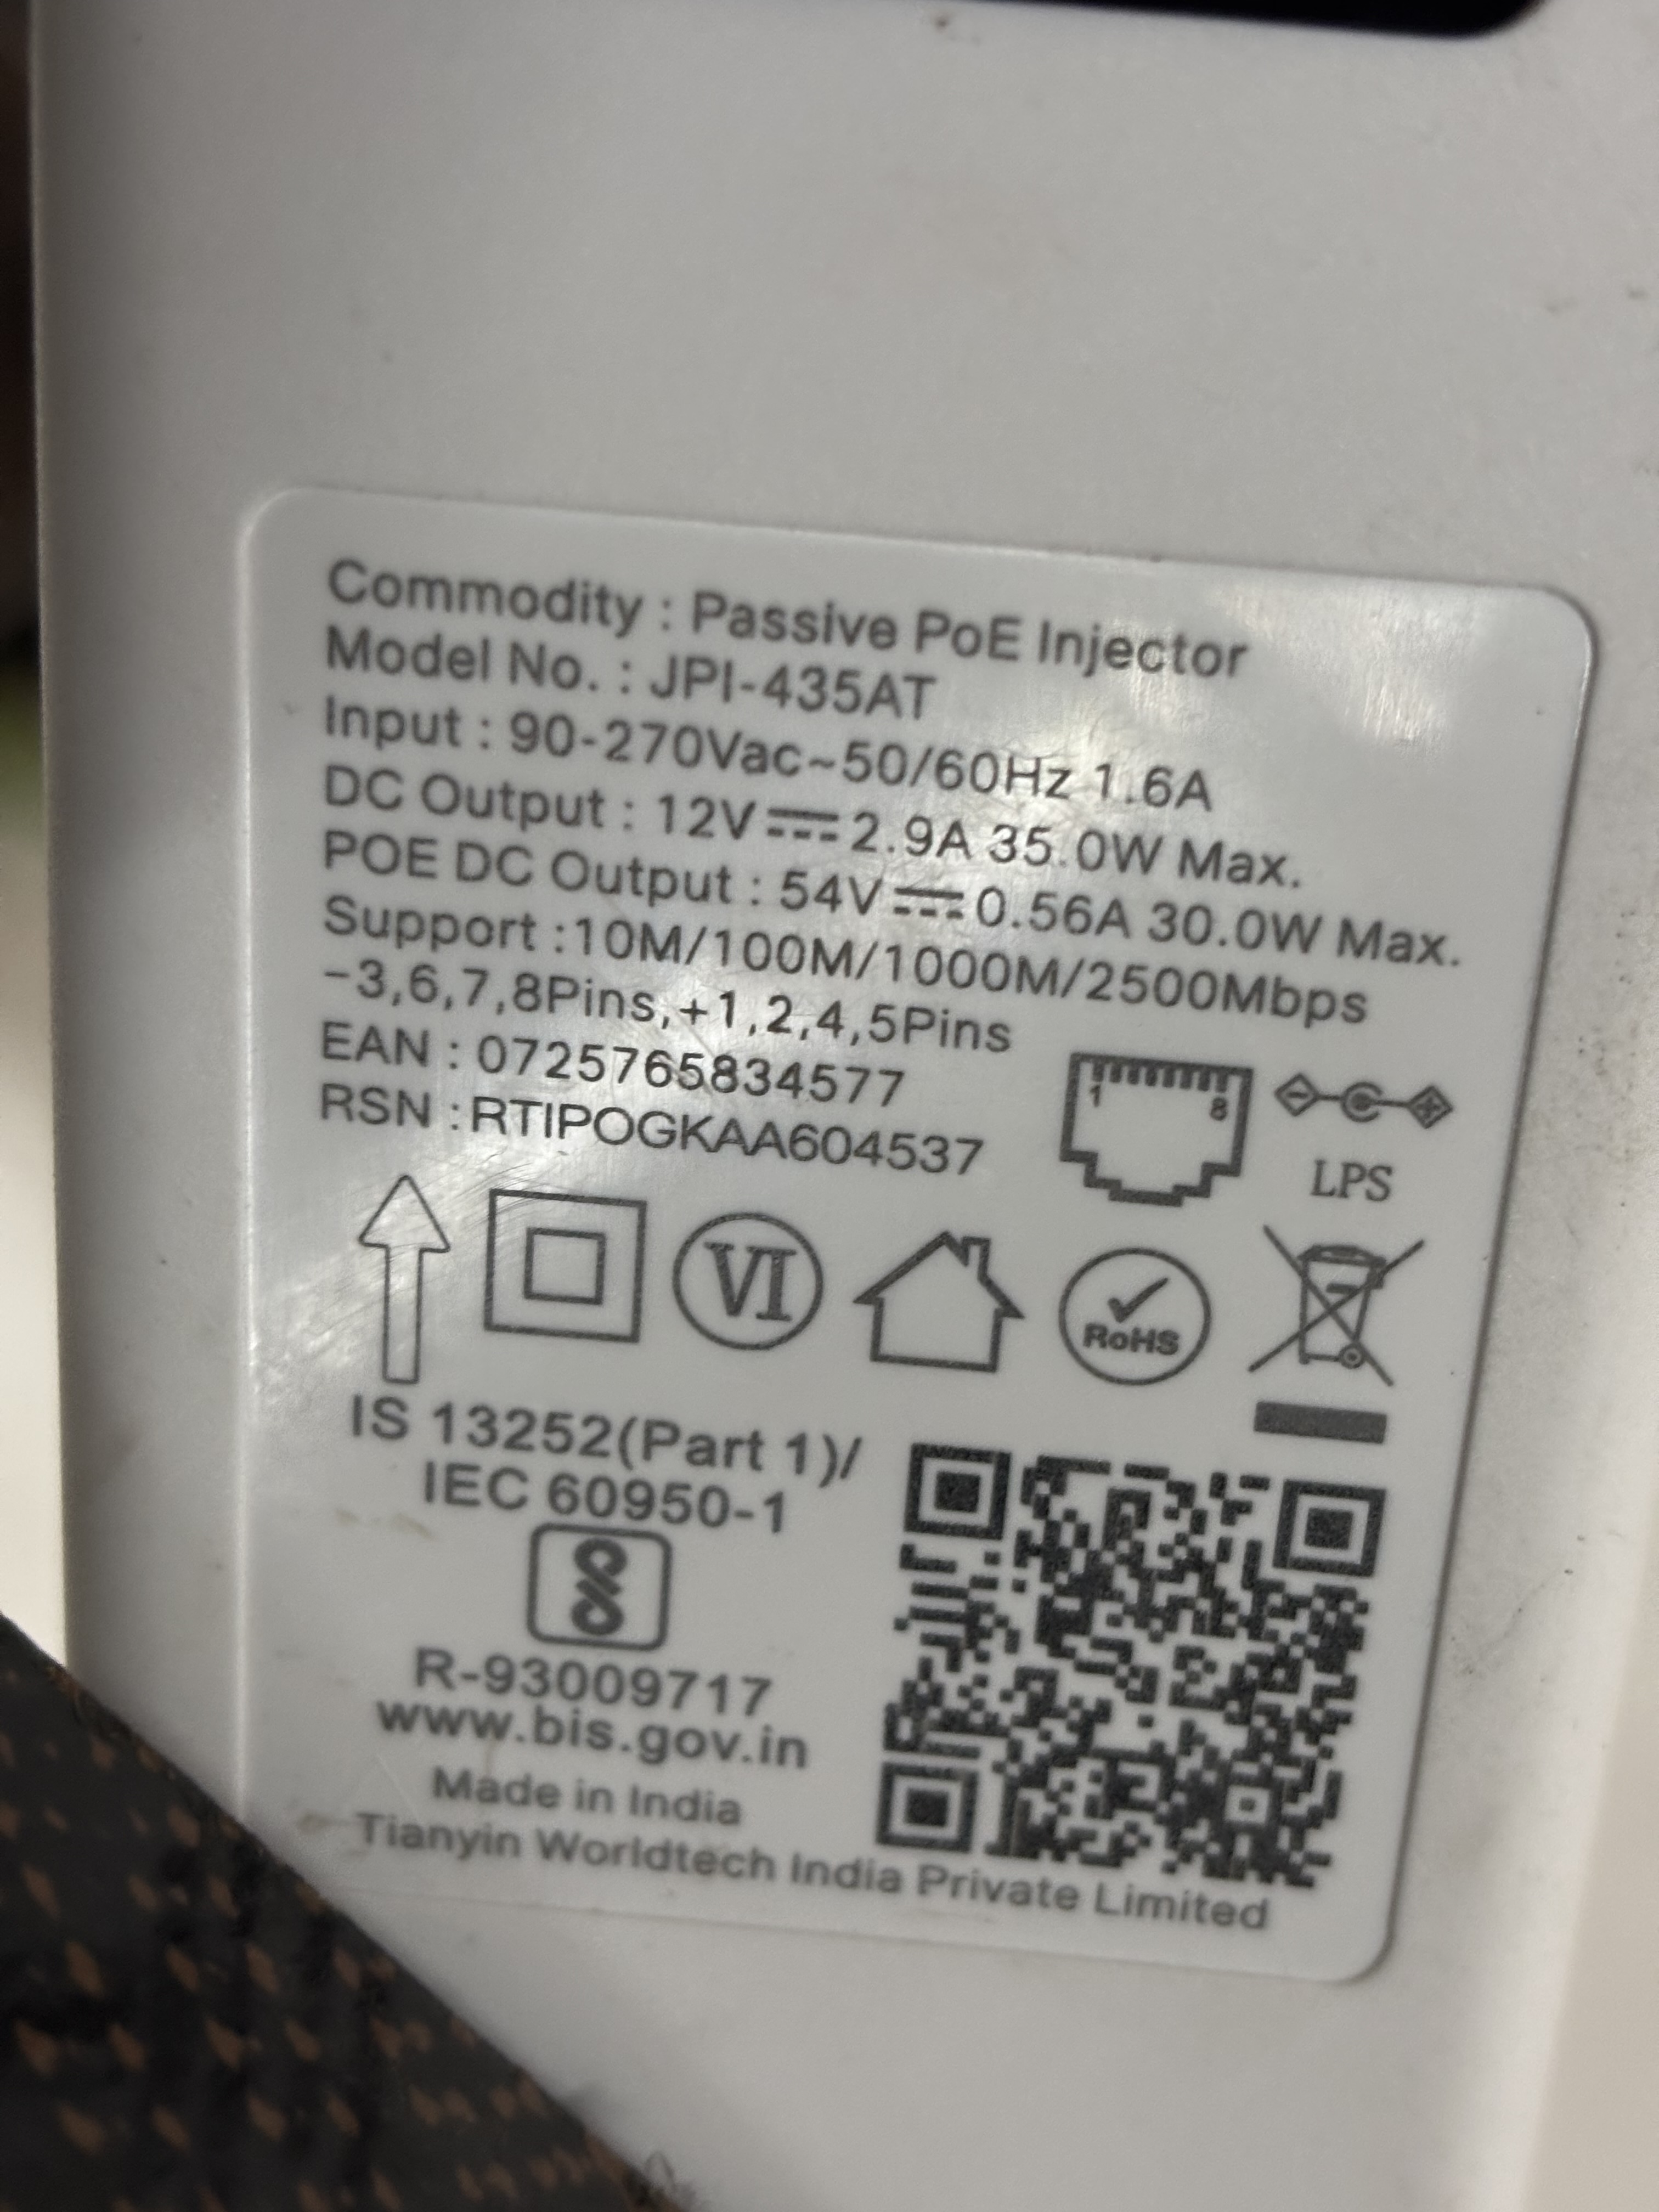 Commodity : Passive PoE Injector
Model No. : JPI-435AT
Input : 90-270Vac~50/60Hz 1.6A
DC Output : 12V⎓2.9A 35.0W Max.
POE DC Output : 54V⎓0.56A 30.0W Max.
Support :10M/100M/1000M/2500Mbps
-3,6,7,8Pins,+1,2,4,5Pins
EAN : 0725765834577
RSN :RTIPOGKAA604537
1 8
LPS
VI
RoHS
IS 13252(Part 1)/
IEC 60950-1
R-93009717
www.bis.gov.in
Made in India
Tianyin Worldtech India Private Limited